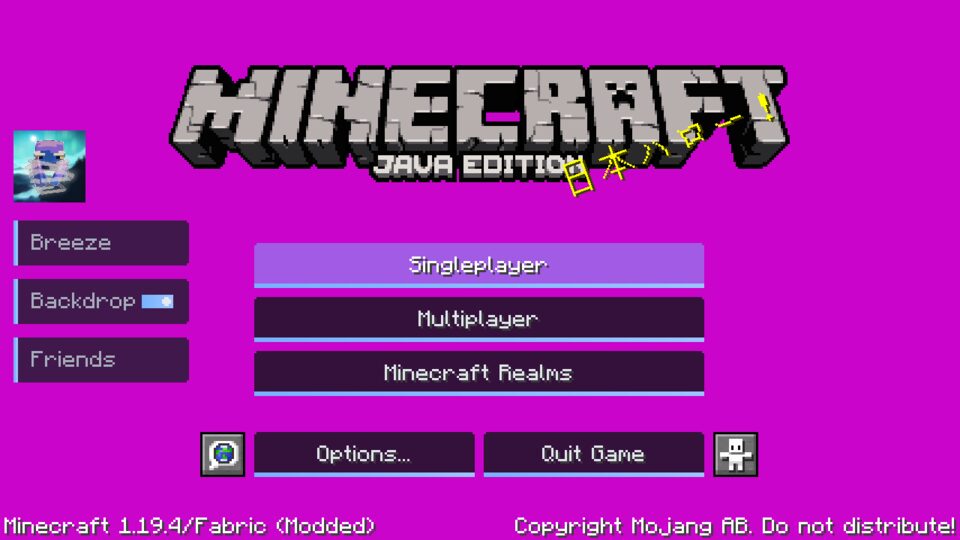 MINECRAFT
JAVA EDITION
日本ハロー!
Breeze
Backdrop
Friends
Singleplayer
Multiplayer
Minecraft Realms
Options...
Quit Game
Minecraft 1.19.4/Fabric (Modded)
Copyright Mojang AB. Do not distribute!